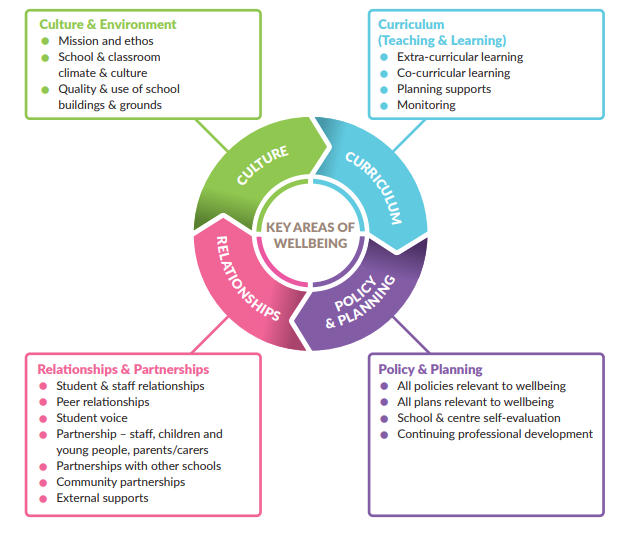 Culture & Environment
Mission and ethos
School & classroom
climate & culture
Quality & use of school
buildings & grounds
Curriculum
(Teaching & Learning)
Extra-curricular learning
Co-curricular learning
Planning supports
Monitoring
CULTURE
CURRICULUM
KEY AREAS OF
WELLBEING
RELATIONSHIPS
POLICY
& PLANNING
Relationships & Partnerships
Student & staff relationships
Peer relationships
Student voice
Partnership – staff, children and
young people, parents/carers
Partnerships with other schools
Community partnerships
External supports
Policy & Planning
All policies relevant to wellbeing
All plans relevant to wellbeing
School & centre self-evaluation
Continuing professional development